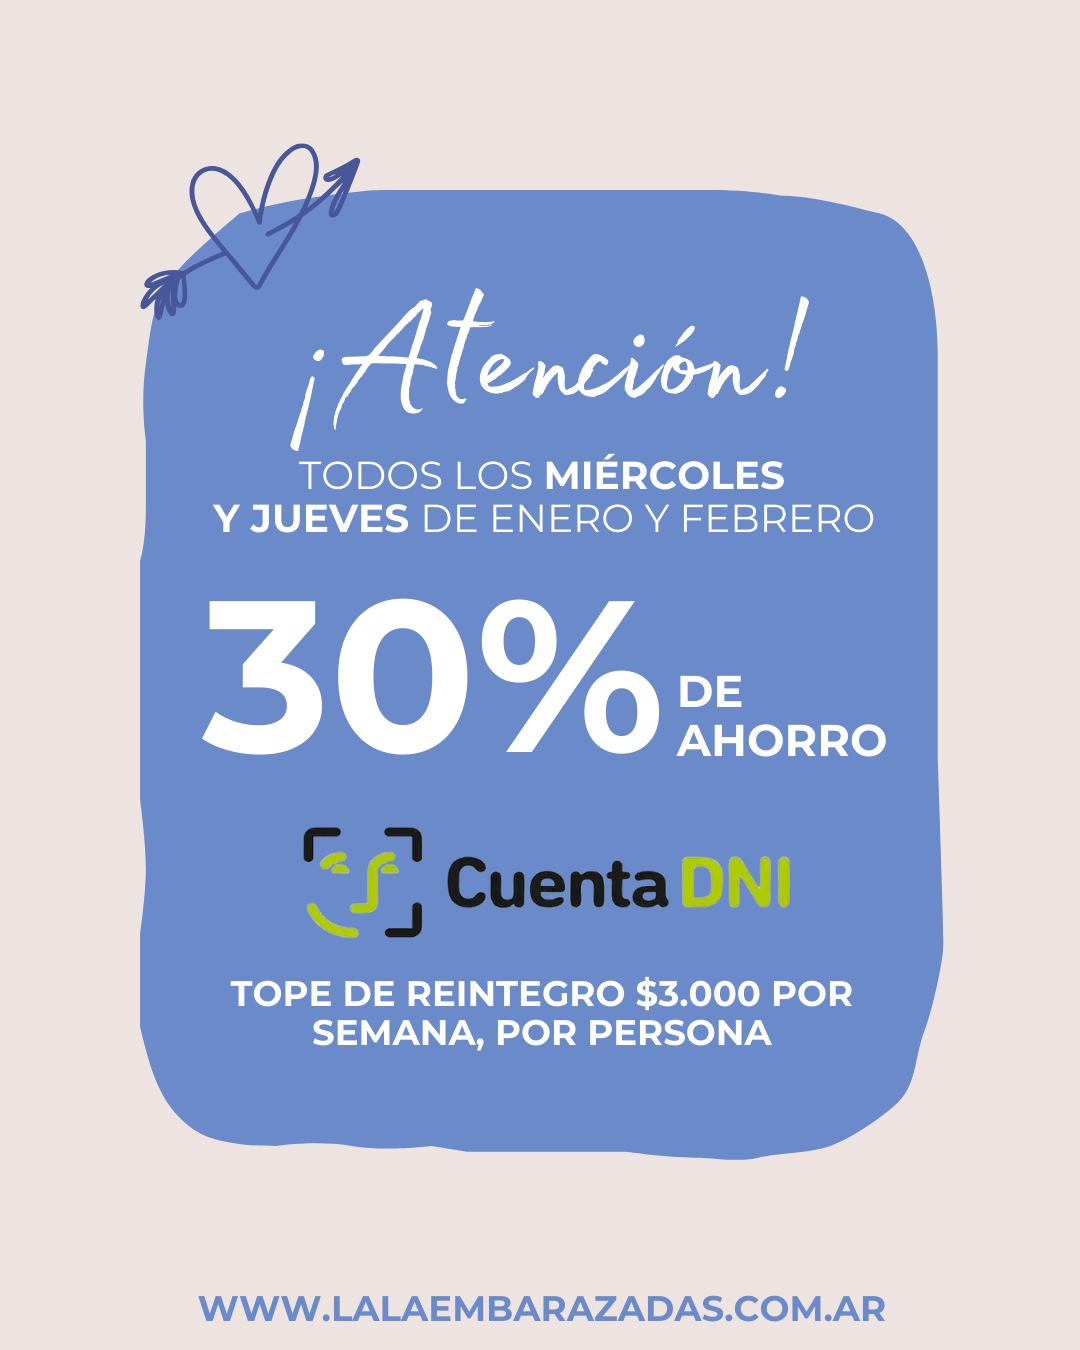 ¡Atención!
TODOS LOS MIÉRCOLES
Y JUEVES DE ENERO Y FEBRERO
30% DE
AHORRO
Cuenta DNI
TOPE DE REINTEGRO $3.000 POR
SEMANA, POR PERSONA
WWW.LALAEMBARAZADAS.COM.AR